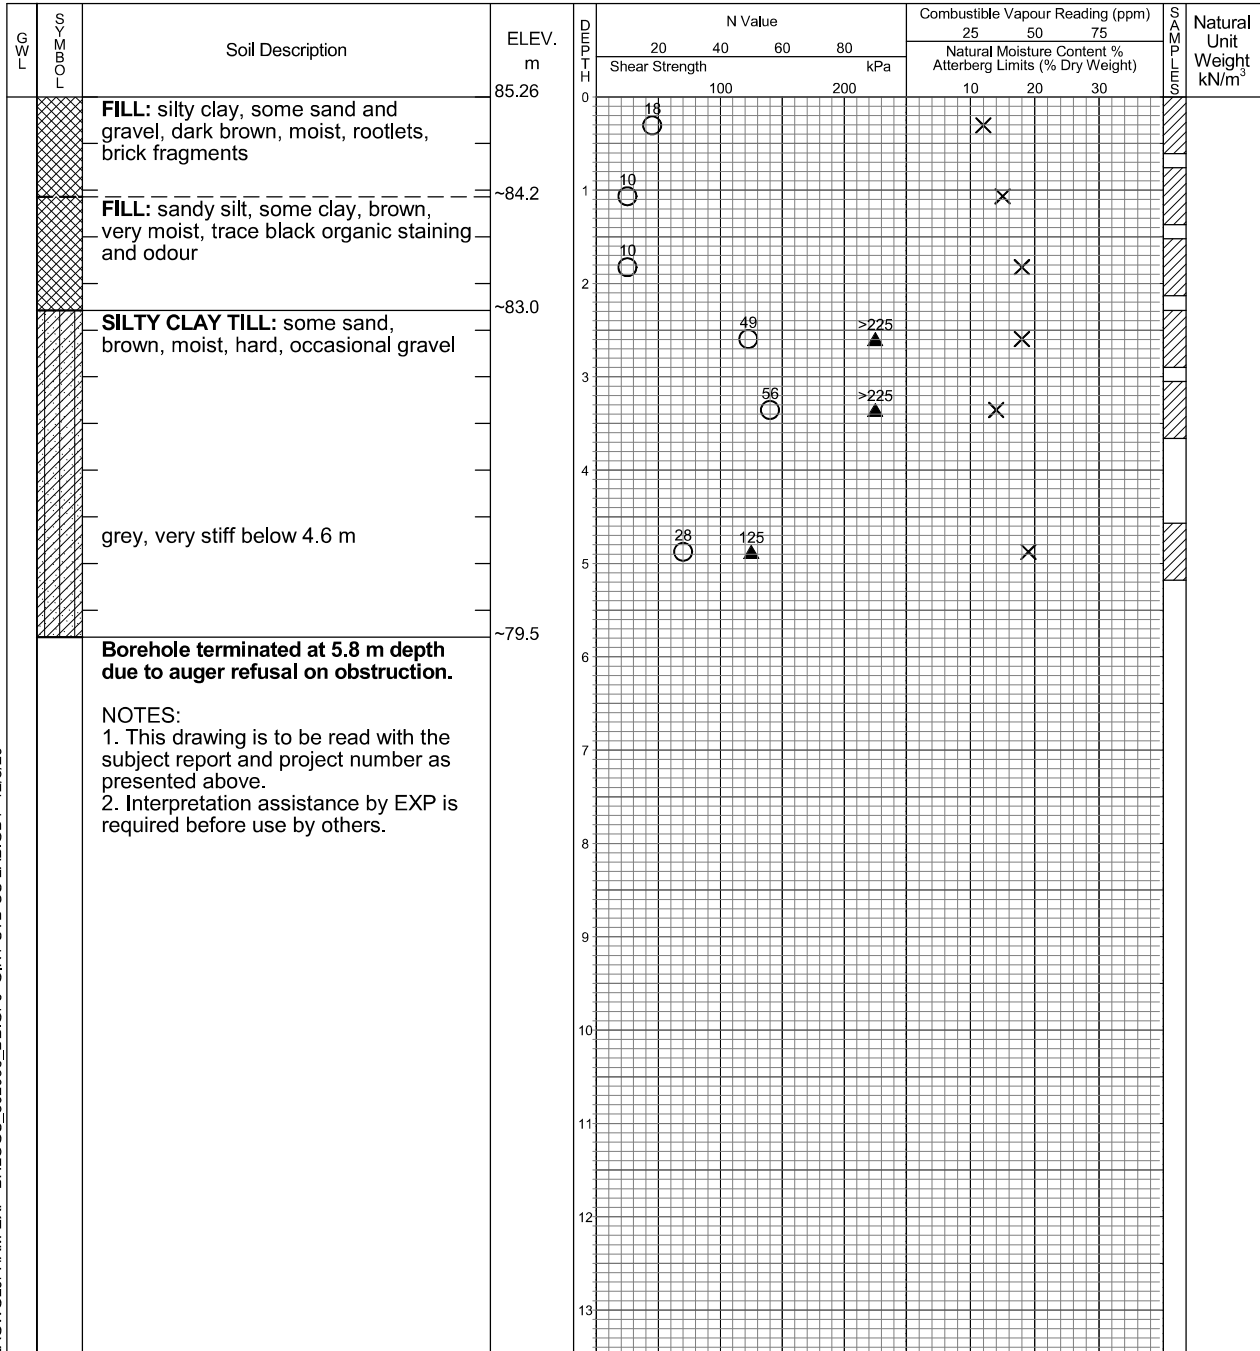 GWL
SYMBOL
Soil Description
ELEV.
m
DEPTH
N Value
20 40 60 80
Shear Strength kPa
100 200
Combustible Vapour Reading (ppm)
25 50 75
Natural Moisture Content %
Atterberg Limits (% Dry Weight)
10 20 30
SAMPLES
Natural
Unit
Weight
kN/m³
85.26
0
FILL: silty clay, some sand and
gravel, dark brown, moist, rootlets,
brick fragments
18
~84.2
1
10
FILL: sandy silt, some clay, brown,
very moist, trace black organic staining
and odour
10
2
~83.0
SILTY CLAY TILL: some sand,
brown, moist, hard, occasional gravel
49 >225
3
56 >225
4
grey, very stiff below 4.6 m
28 125
5
~79.5
Borehole terminated at 5.8 m depth
due to auger refusal on obstruction.
6
NOTES:
1. This drawing is to be read with the
subject report and project number as
presented above.
2. Interpretation assistance by EXP is
required before use by others.
7
8
9
10
11
12
13